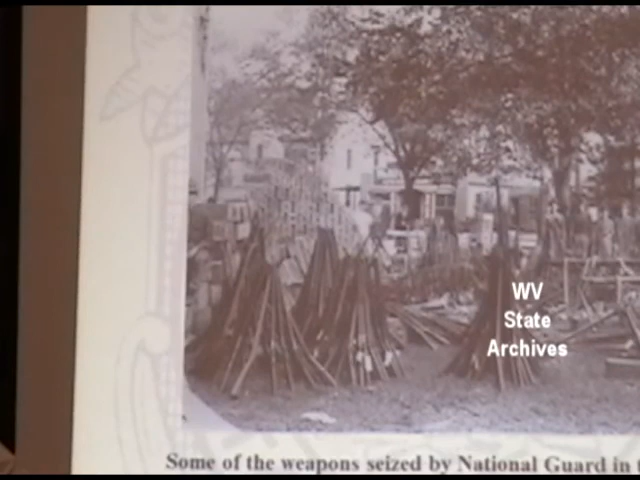 WV
State
Archives
Some of the weapons seized by National Guard in